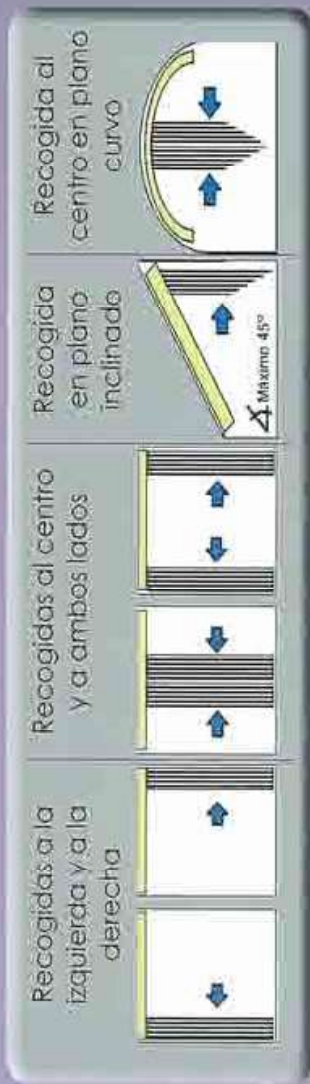 Recogidas a la
izquierda y a la
derecha
Recogidas al centro
y a ambos lados
Recogida
en plano
inclinado
Máximo 45º
Recogida al
centro en plano
curvo